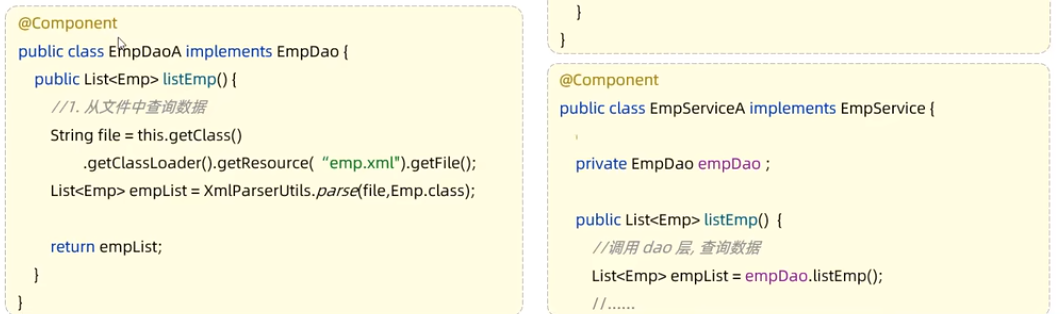 @Component
public class EmpDaoA implements EmpDao {
public List<Emp> listEmp() {
//1. 从文件中查询数据
String file = this.getClass()
.getClassLoader().getResource( “emp.xml").getFile();
List<Emp> empList = XmlParserUtils.parse(file,Emp.class);
return empList;
}
}
}
}
@Component
public class EmpServiceA implements EmpService {
private EmpDao empDao ;
public List<Emp> listEmp() {
//调用 dao 层, 查询数据
List<Emp> empList = empDao.listEmp();
//......